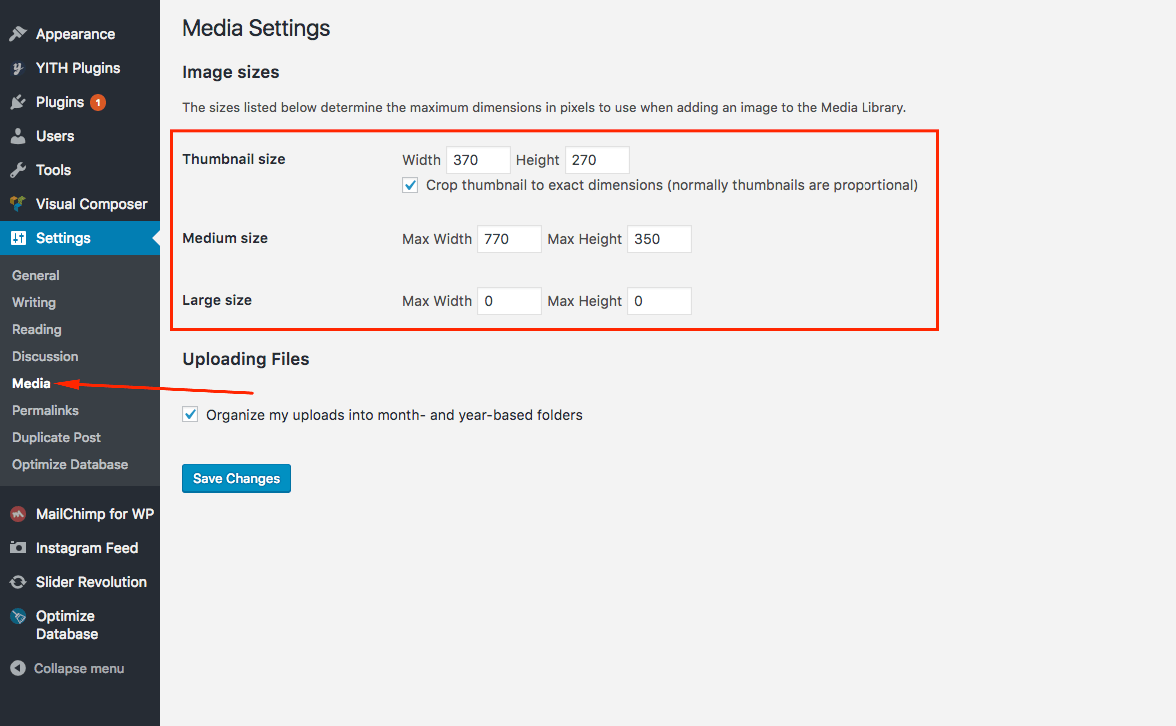 Appearance
YITH Plugins
Plugins 1
Users
Tools
Visual Composer
Settings
General
Writing
Reading
Discussion
Media
Permalinks
Duplicate Post
Optimize Database
MailChimp for WP
Instagram Feed
Slider Revolution
Optimize
Database
Collapse menu
Media Settings
Image sizes
The sizes listed below determine the maximum dimensions in pixels to use when adding an image to the Media Library.
Thumbnail size Width 370 Height 270
Crop thumbnail to exact dimensions (normally thumbnails are proportional)
Medium size Max Width 770 Max Height 350
Large size Max Width 0 Max Height 0
Uploading Files
Organize my uploads into month- and year-based folders
Save Changes